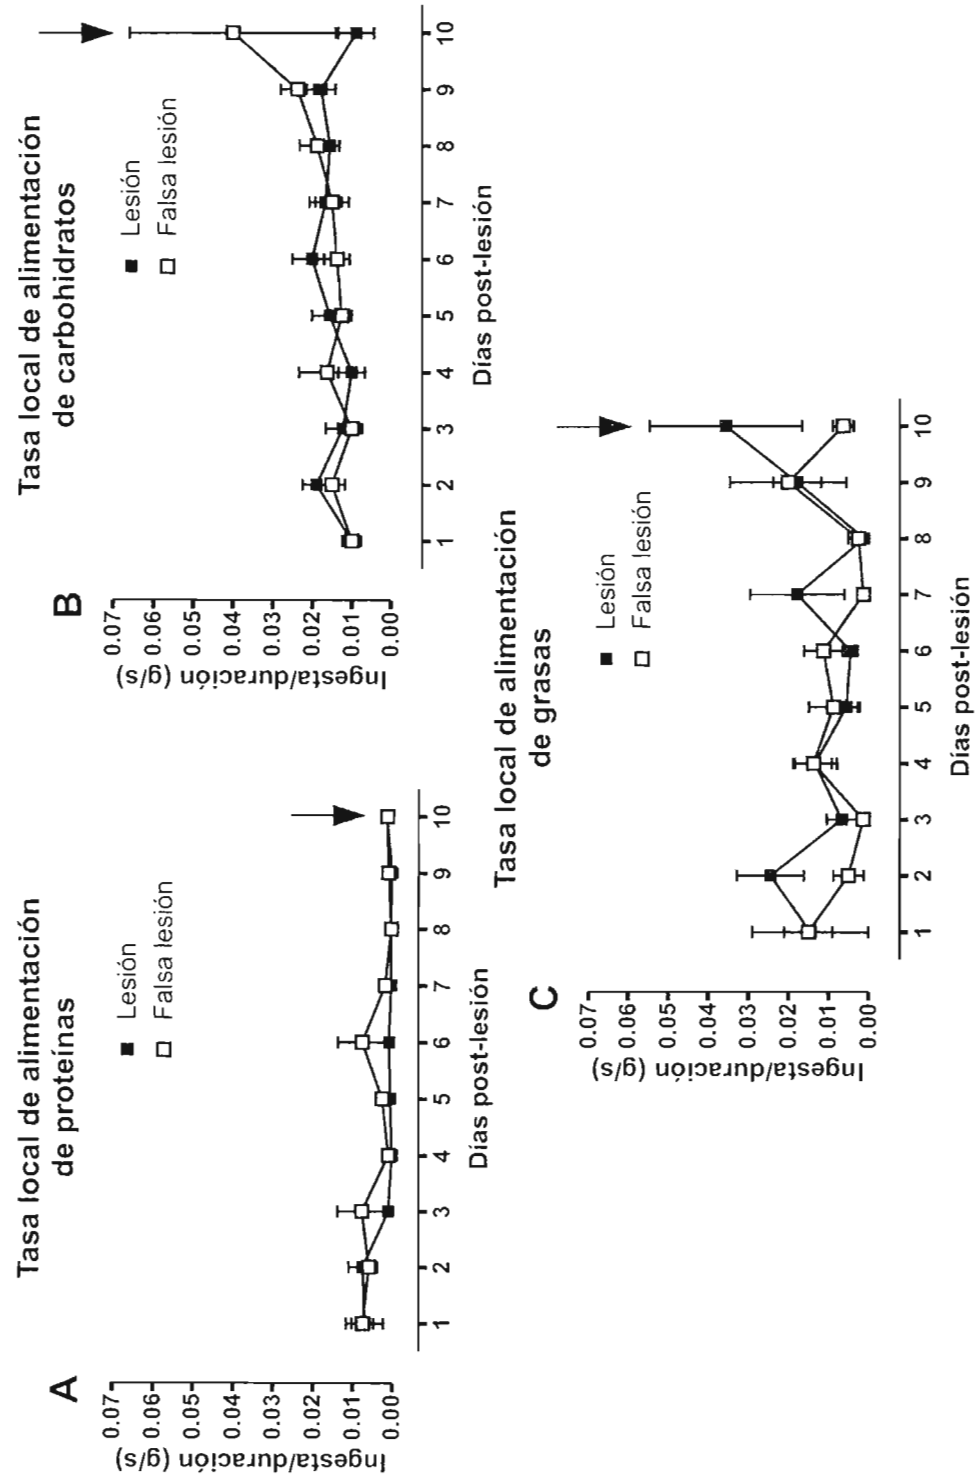 A
Tasa local de alimentación
de proteínas
Lesión
Falsa lesión
Ingesta/duración (g/s)
0.07
0.06
0.05
0.04
0.03
0.02
0.01
0.00
1 2 3 4 5 6 7 8 9 10
Días post-lesión
B
Tasa local de alimentación
de carbohidratos
Lesión
Falsa lesión
Ingesta/duración (g/s)
0.07
0.06
0.05
0.04
0.03
0.02
0.01
0.00
1 2 3 4 5 6 7 8 9 10
Días post-lesión
C
Tasa local de alimentación
de grasas
Lesión
Falsa lesión
Ingesta/duración (g/s)
0.07
0.06
0.05
0.04
0.03
0.02
0.01
0.00
1 2 3 4 5 6 7 8 9 10
Días post-lesión